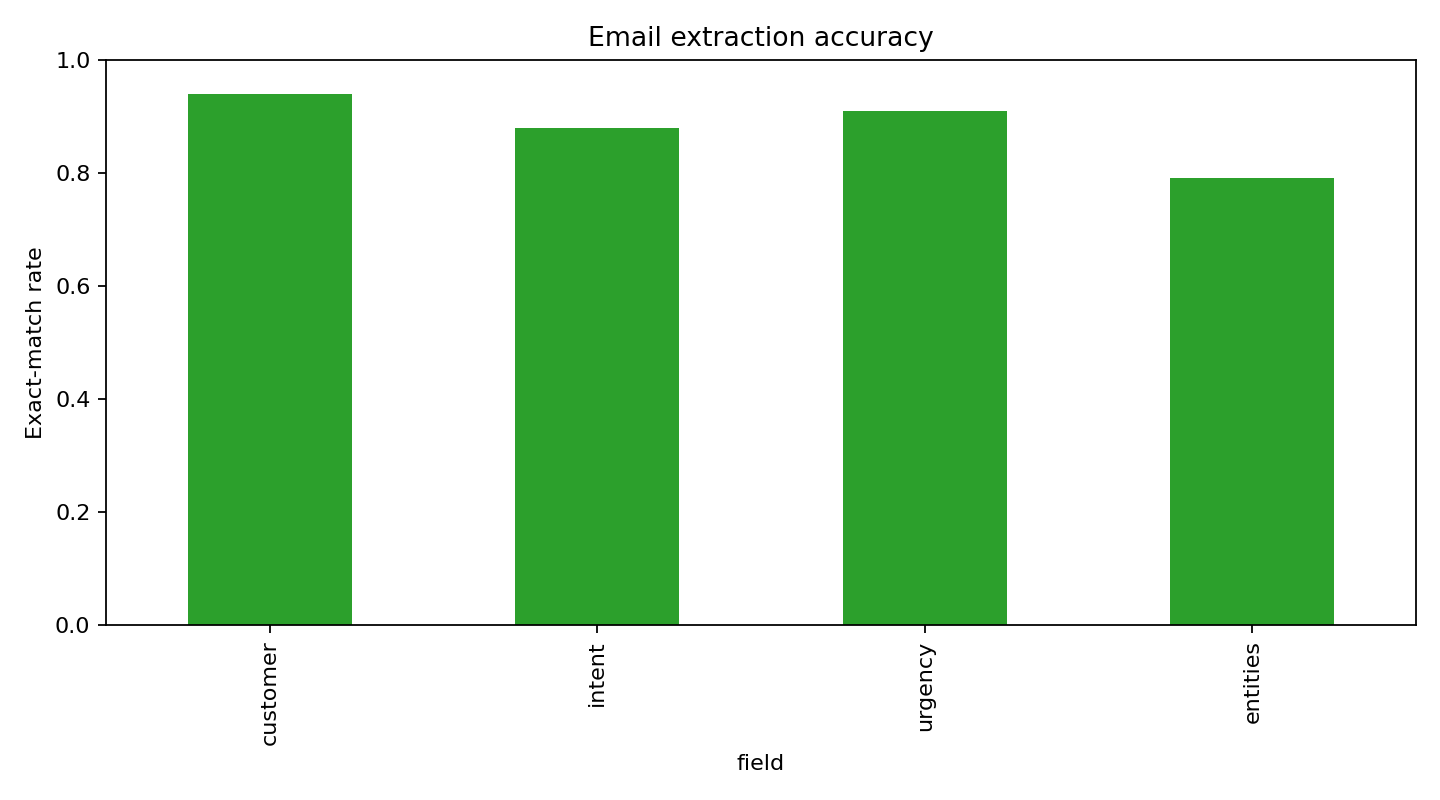 Email extraction accuracy
1.0
0.8
0.6
0.4
0.2
0.0
Exact-match rate
customer
intent
urgency
entities
field